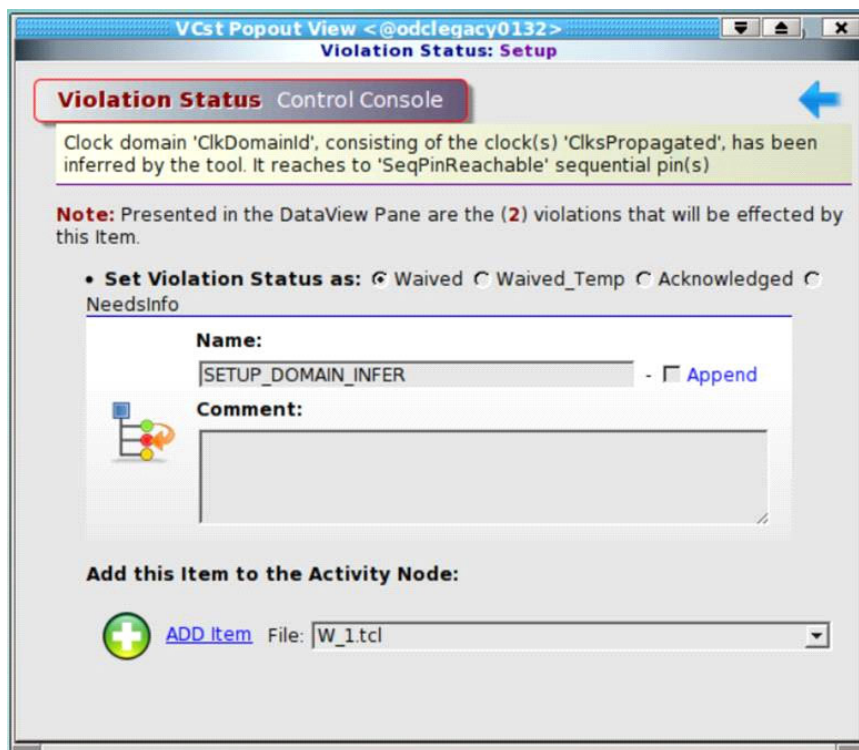 VCst Popout View <@odclegacy0132>
Violation Status: Setup
Violation Status Control Console
Clock domain 'ClkDomainId', consisting of the clock(s) 'ClksPropagated', has been
inferred by the tool. It reaches to 'SeqPinReachable' sequential pin(s)
Note: Presented in the DataView Pane are the (2) violations that will be effected by
this Item.
• Set Violation Status as: Waived Waived_Temp Acknowledged
NeedsInfo
Name:
SETUP_DOMAIN_INFER - Append
Comment:
Add this Item to the Activity Node:
ADD Item File: W_1.tcl